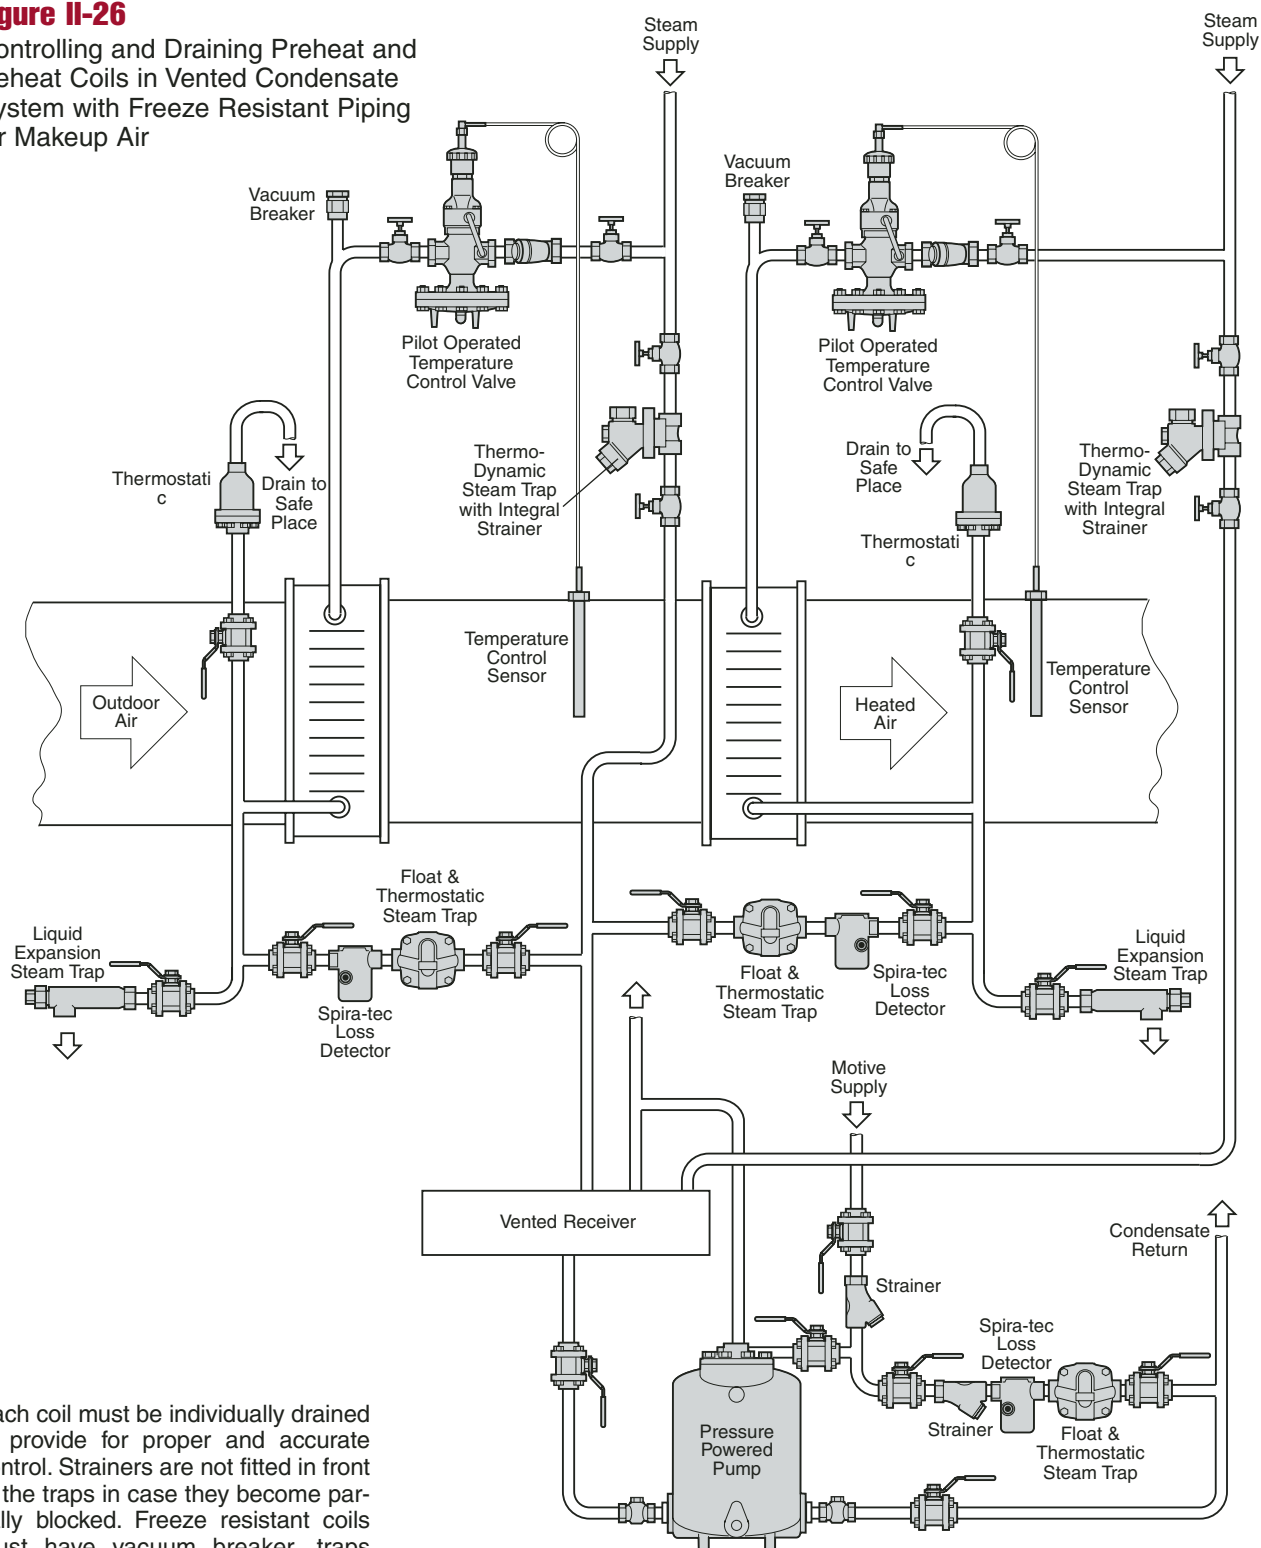 gure II-26
ontrolling and Draining Preheat and
eheat Coils in Vented Condensate
ystem with Freeze Resistant Piping
r Makeup Air
Steam
Supply
Steam
Supply
Vacuum
Breaker
Vacuum
Breaker
Pilot Operated
Temperature
Control Valve
Pilot Operated
Temperature
Control Valve
Thermostati
c
Drain to
Safe
Place
Thermo-
Dynamic
Steam Trap
with Integral
Strainer
Drain to
Safe
Place
Thermostati
c
Thermo-
Dynamic
Steam Trap
with Integral
Strainer
Outdoor
Air
Temperature
Control
Sensor
Heated
Air
Temperature
Control
Sensor
Liquid
Expansion
Steam Trap
Float &
Thermostatic
Steam Trap
Spira-tec
Loss
Detector
Float &
Thermostatic
Steam Trap
Spira-tec
Loss
Detector
Liquid
Expansion
Steam Trap
Motive
Supply
Vented Receiver
Condensate
Return
Strainer
Spira-tec
Loss
Detector
Strainer
Float &
Thermostatic
Steam Trap
Pressure
Powered
Pump
ach coil must be individually drained
provide for proper and accurate
ntrol. Strainers are not fitted in front
the traps in case they become par-
lly blocked. Freeze resistant coils
ust have vacuum breaker, traps